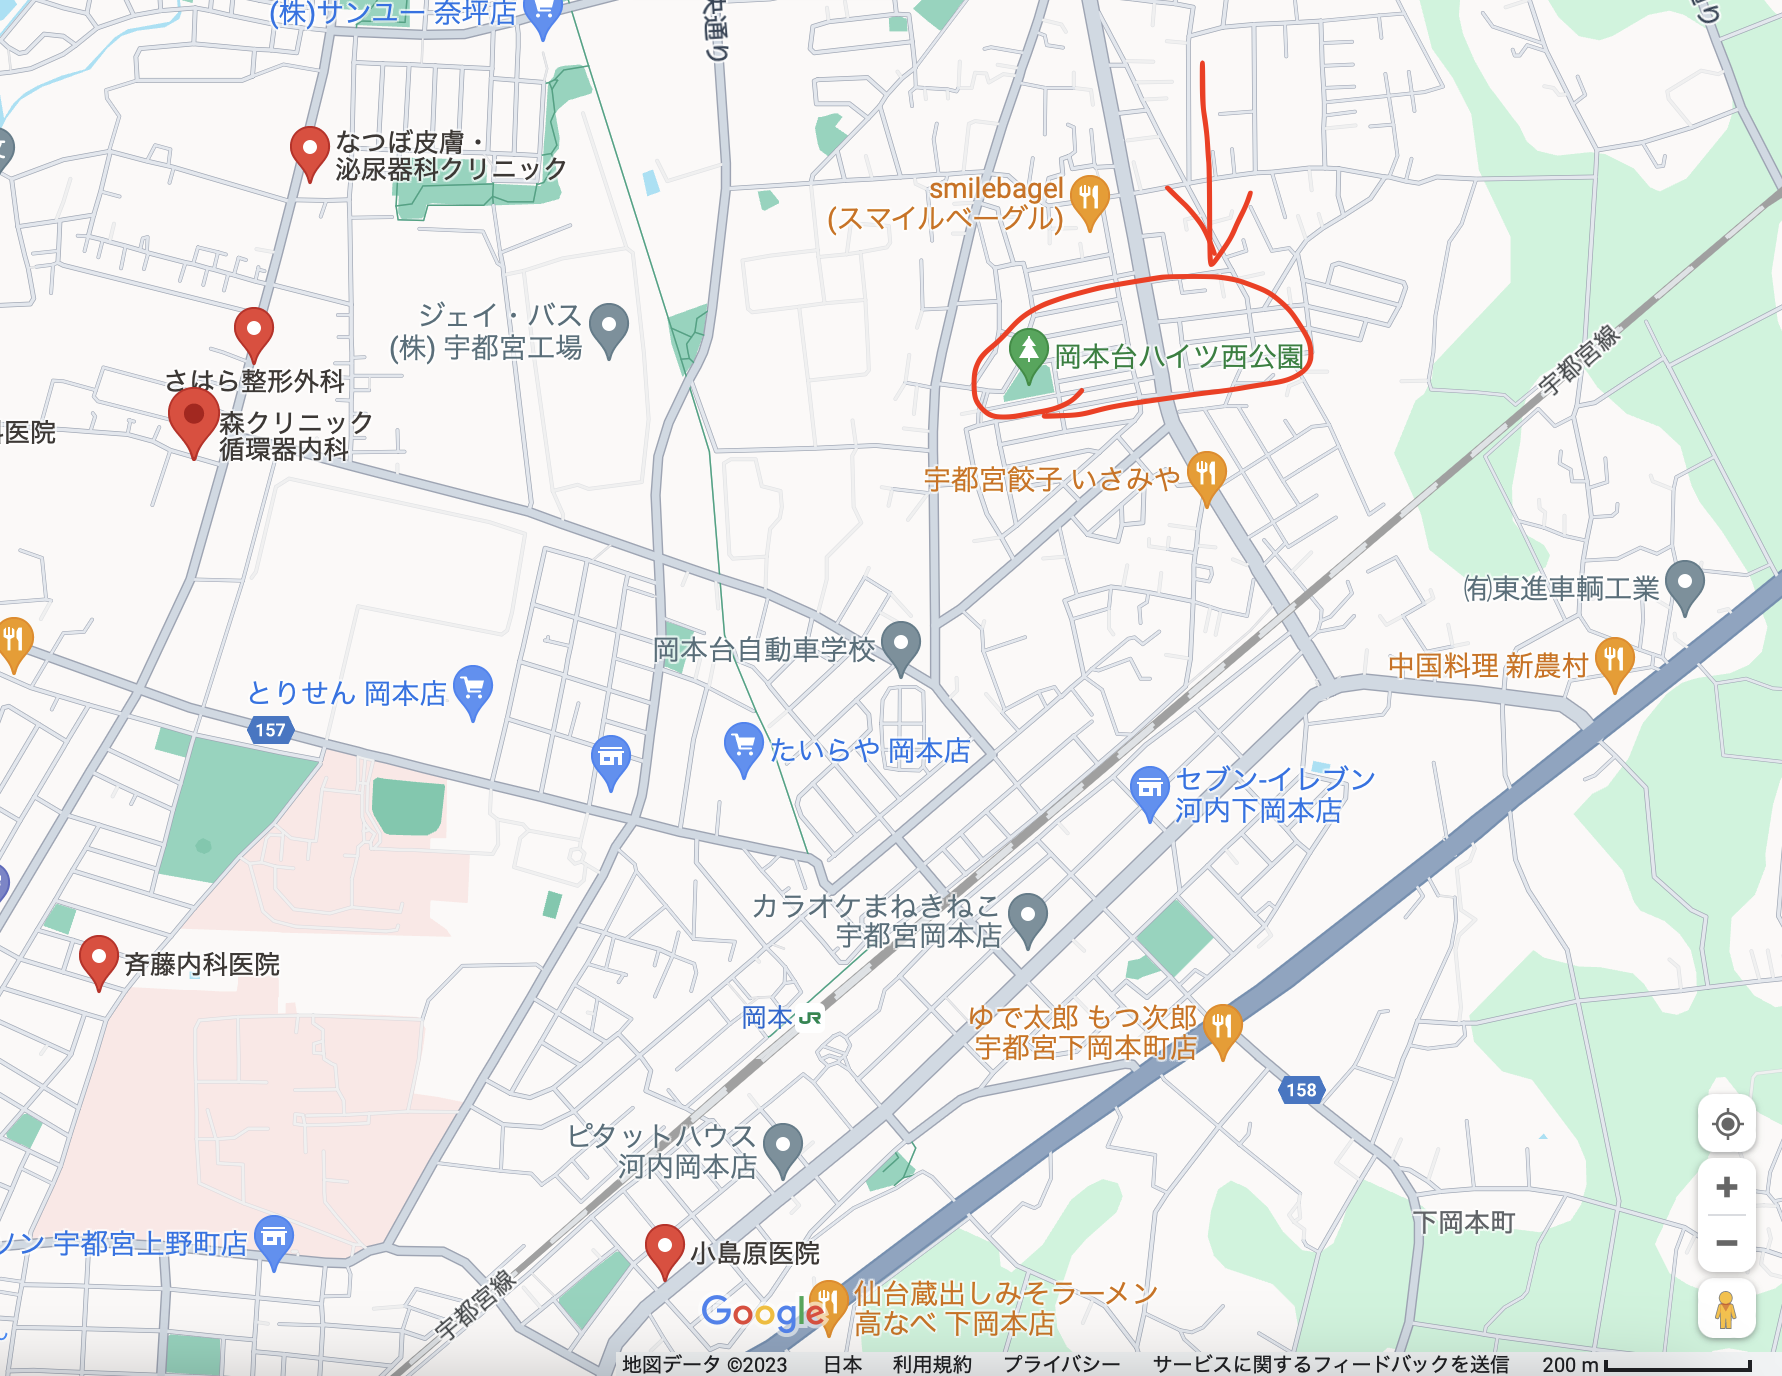 (株)サンユー 奈坪店
央通り
り
なつぼ皮膚・
泌尿器科クリニック
smilebagel
(スマイルベーグル)
ジェイ・バス
(株) 宇都宮工場
岡本台ハイツ西公園
宇都宮線
さはら整形外科
森クリニック
循環器内科
科医院
宇都宮餃子 いさみや
㈲東進車輌工業
岡本台自動車学校
中国料理 新農村
とりせん 岡本店
157
たいらや 岡本店
セブン-イレブン
河内下岡本店
カラオケまねきねこ
宇都宮岡本店
斉藤内科医院
岡本 JR
ゆで太郎 もつ次郎
宇都宮下岡本町店
158
ピタットハウス
河内岡本店
下岡本町
ソン 宇都宮上野町店
小島原医院
宇都宮線
仙台蔵出しみそラーメン
高なべ 下岡本店
Google
地図データ ©2023 日本 利用規約 プライバシー サービスに関するフィードバックを送信 200 m